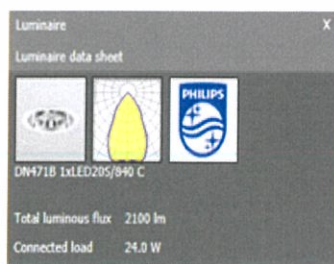 Luminaire X
Luminaire data sheet
PHILIPS
DN471B 1xLED20S/840 C
Total luminous flux 2100 lm
Connected load 24.0 W